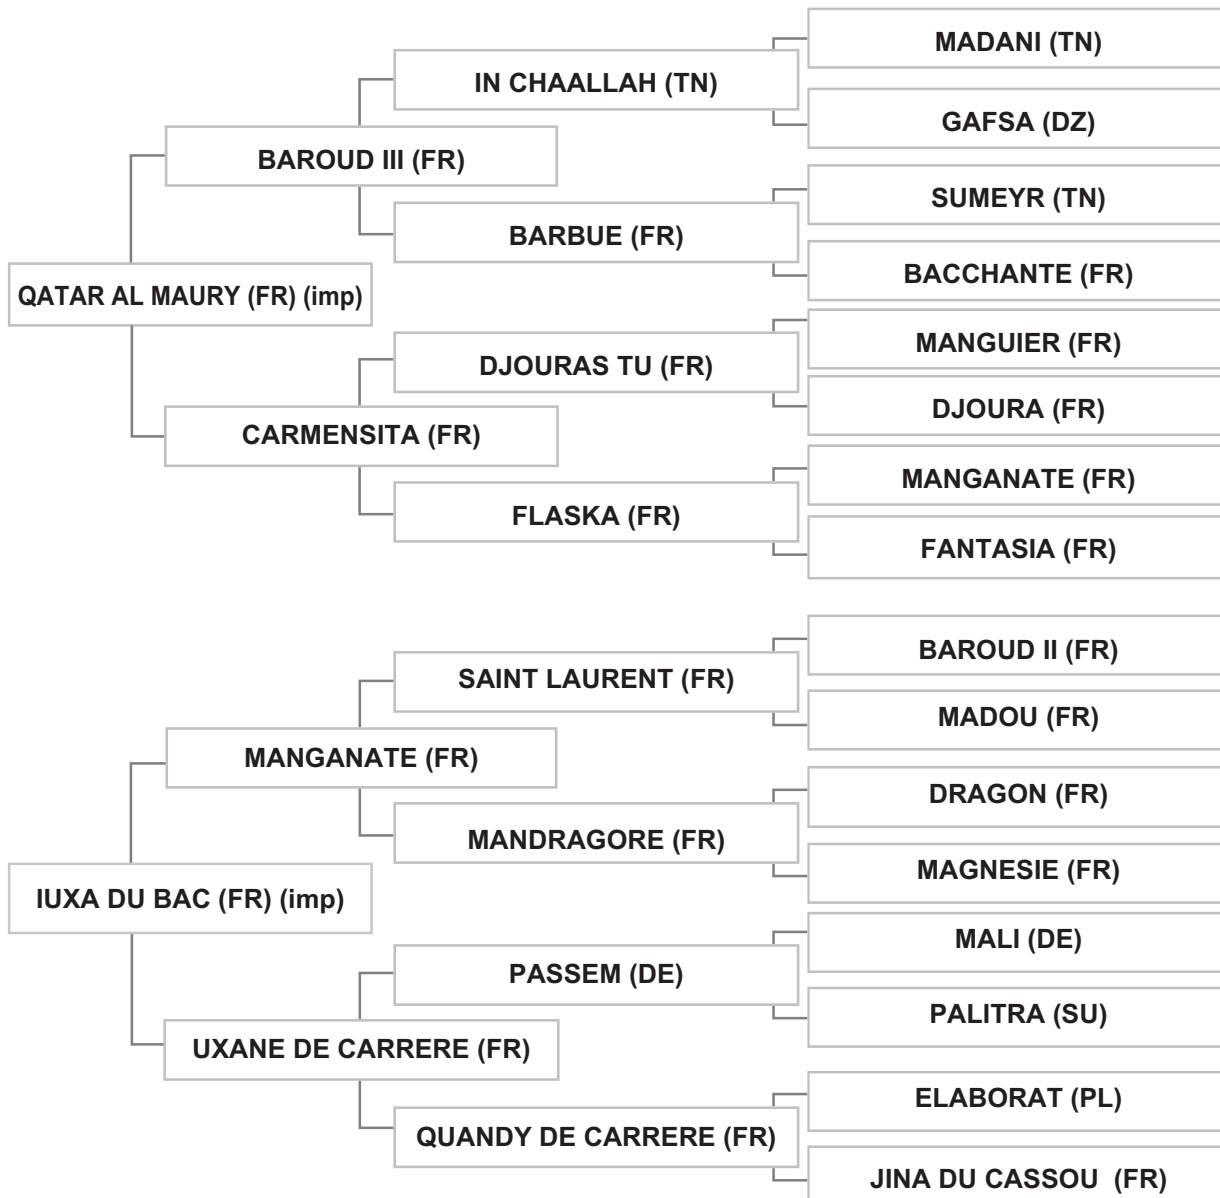 MADANI (TN)
IN CHAALLAH (TN)
GAFSA (DZ)
BAROUD III (FR)
SUMEYR (TN)
BARBUE (FR)
BACCHANTE (FR)
QATAR AL MAURY (FR) (imp)
MANGUIER (FR)
DJOURAS TU (FR)
DJOURA (FR)
CARMENSITA (FR)
MANGANATE (FR)
FLASKA (FR)
FANTASIA (FR)
BAROUD II (FR)
SAINT LAURENT (FR)
MADOU (FR)
MANGANATE (FR)
DRAGON (FR)
MANDRAGORE (FR)
MAGNESIE (FR)
IUXA DU BAC (FR) (imp)
MALI (DE)
PASSEM (DE)
PALITRA (SU)
UXANE DE CARRERE (FR)
ELABORAT (PL)
QUANDY DE CARRERE (FR)
JINA DU CASSOU (FR)